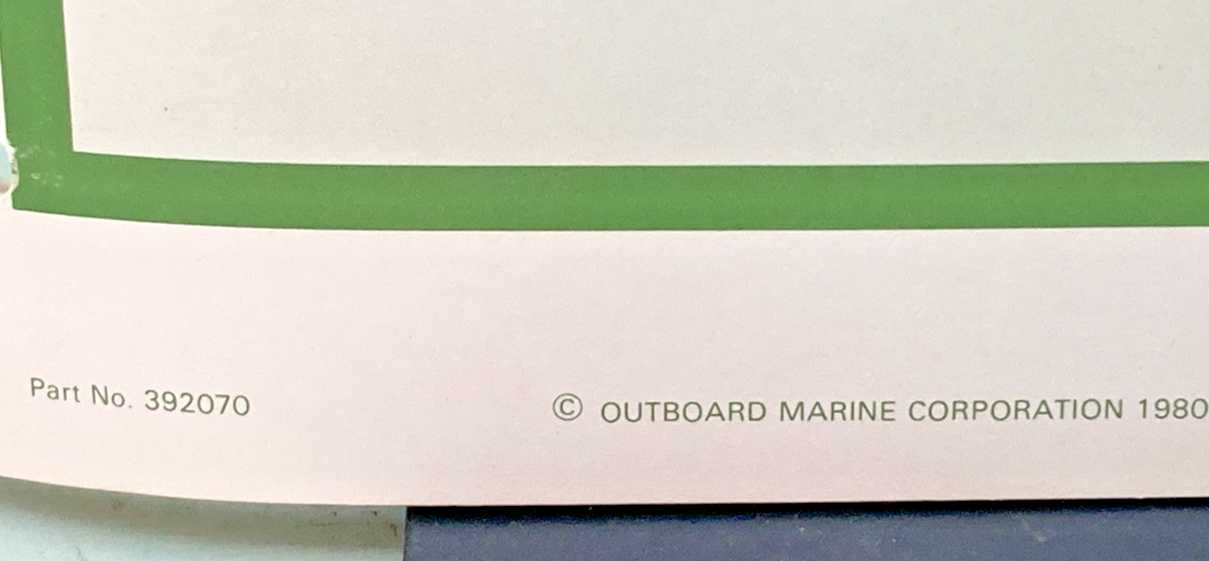 Part No. 392070
© OUTBOARD MARINE CORPORATION 1980